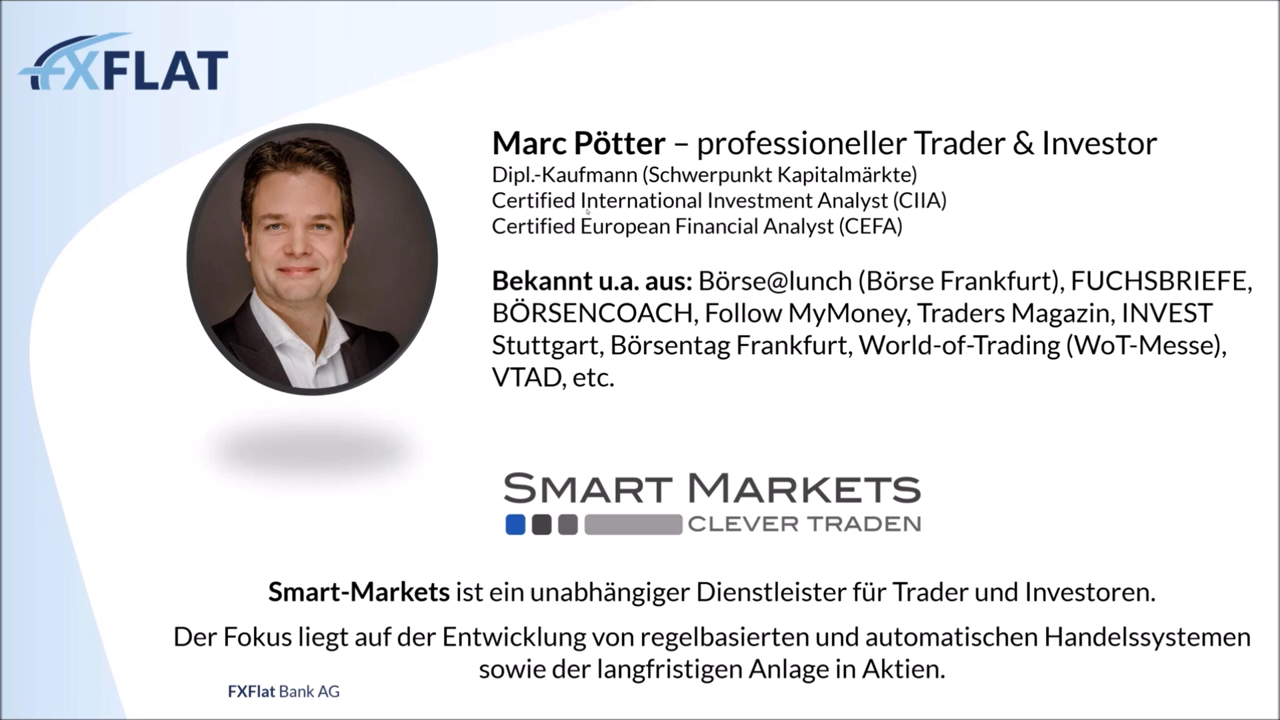 FXFLAT
Marc Pötter – professioneller Trader & Investor
Dipl.-Kaufmann (Schwerpunkt Kapitalmärkte)
Certified International Investment Analyst (CIIA)
Certified European Financial Analyst (CEFA)
Bekannt u.a. aus: Börse@lunch (Börse Frankfurt), FUCHSBRIEFE,
BÖRSENCOACH, Follow MyMoney, Traders Magazin, INVEST
Stuttgart, Börsentag Frankfurt, World-of-Trading (WoT-Messe),
VTAD, etc.
SMART MARKETS
CLEVER TRADEN
Smart-Markets ist ein unabhängiger Dienstleister für Trader und Investoren.
Der Fokus liegt auf der Entwicklung von regelbasierten und automatischen Handelssystemen
sowie der langfristigen Anlage in Aktien.
FXFlat Bank AG